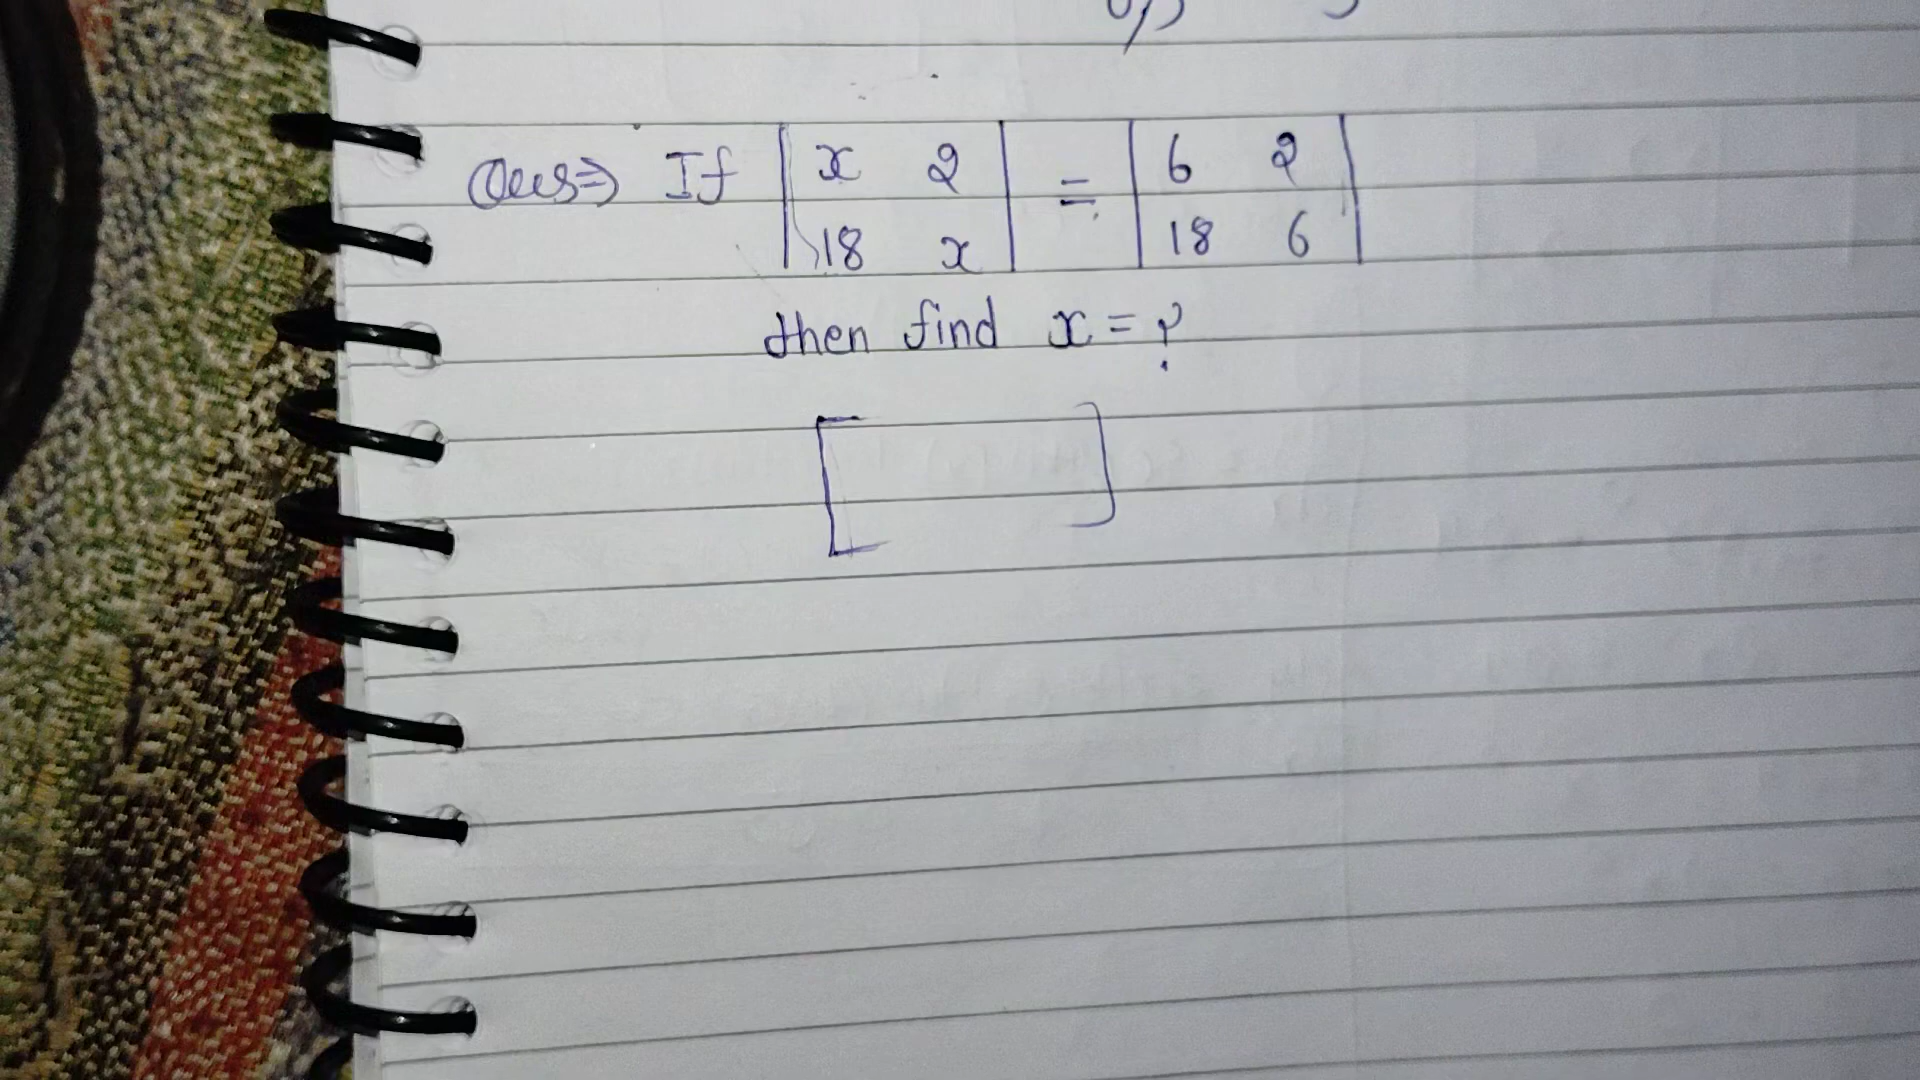 Ques⇒ If | x 2 | = | 6 2 |
| 18 x | | 18 6 |
then find x = ?